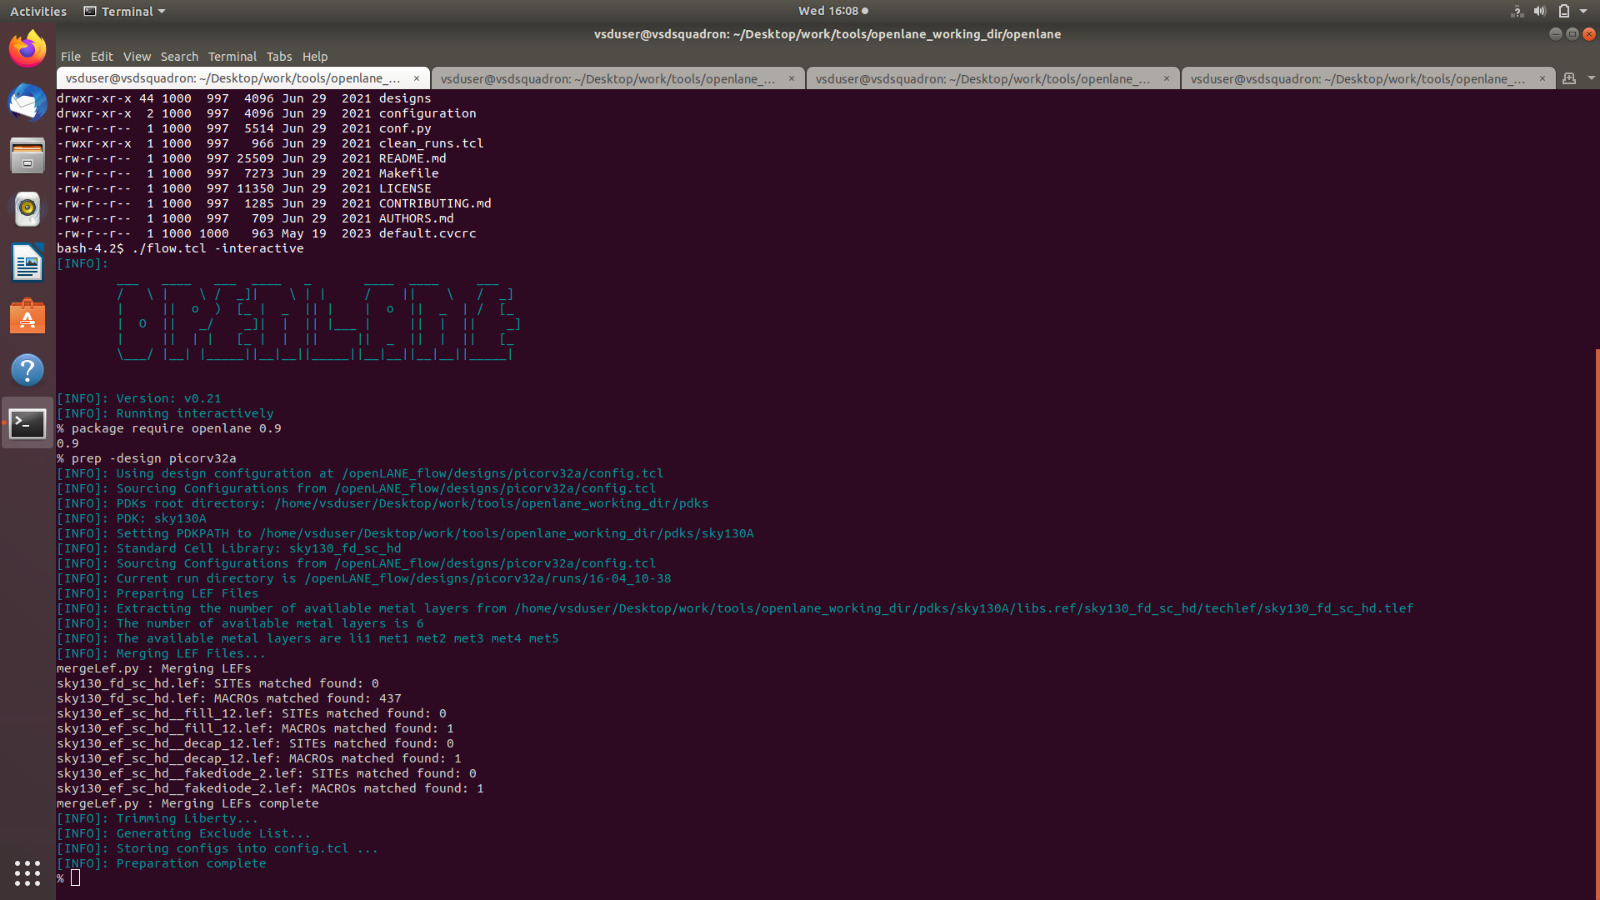 Activities Terminal Wed 16:08
vsduser@vsdsquadron: ~/Desktop/work/tools/openlane_working_dir/openlane
File Edit View Search Terminal Tabs Help
vsduser@vsdsquadron: ~/Desktop/work/tools/openlane_... × vsduser@vsdsquadron: ~/Desktop/work/tools/openlane_... × vsduser@vsdsquadron: ~/Desktop/work/tools/openlane_... × vsduser@vsdsquadron: ~/Desktop/work/tools/openlane_... ×
drwxr-xr-x 44 1000  997  4096 Jun 29  2021 designs
drwxr-xr-x  2 1000  997  4096 Jun 29  2021 configuration
-rw-r--r--  1 1000  997  5514 Jun 29  2021 conf.py
-rwxr-xr-x  1 1000  997   966 Jun 29  2021 clean_runs.tcl
-rw-r--r--  1 1000  997 25509 Jun 29  2021 README.md
-rw-r--r--  1 1000  997  7273 Jun 29  2021 Makefile
-rw-r--r--  1 1000  997 11350 Jun 29  2021 LICENSE
-rw-r--r--  1 1000  997  1285 Jun 29  2021 CONTRIBUTING.md
-rw-r--r--  1 1000  997   709 Jun 29  2021 AUTHORS.md
-rw-r--r--  1 1000 1000   963 May 19  2023 default.cvcrc
bash-4.2$ ./flow.tcl -interactive
[INFO]:
OPENLANE
[INFO]: Version: v0.21
[INFO]: Running interactively
% package require openlane 0.9
0.9
% prep -design picorv32a
[INFO]: Using design configuration at /openLANE_flow/designs/picorv32a/config.tcl
[INFO]: Sourcing Configurations from /openLANE_flow/designs/picorv32a/config.tcl
[INFO]: PDKs root directory: /home/vsduser/Desktop/work/tools/openlane_working_dir/pdks
[INFO]: PDK: sky130A
[INFO]: Setting PDKPATH to /home/vsduser/Desktop/work/tools/openlane_working_dir/pdks/sky130A
[INFO]: Standard Cell Library: sky130_fd_sc_hd
[INFO]: Sourcing Configurations from /openLANE_flow/designs/picorv32a/config.tcl
[INFO]: Current run directory is /openLANE_flow/designs/picorv32a/runs/16-04_10-38
[INFO]: Preparing LEF Files
[INFO]: Extracting the number of available metal layers from /home/vsduser/Desktop/work/tools/openlane_working_dir/pdks/sky130A/libs.ref/sky130_fd_sc_hd/techlef/sky130_fd_sc_hd.tlef
[INFO]: The number of available metal layers is 6
[INFO]: The available metal layers are li1 met1 met2 met3 met4 met5
[INFO]: Merging LEF Files...
mergeLef.py : Merging LEFs
sky130_fd_sc_hd.lef: SITEs matched found: 0
sky130_fd_sc_hd.lef: MACROs matched found: 437
sky130_ef_sc_hd__fill_12.lef: SITEs matched found: 0
sky130_ef_sc_hd__fill_12.lef: MACROs matched found: 1
sky130_ef_sc_hd__decap_12.lef: SITEs matched found: 0
sky130_ef_sc_hd__decap_12.lef: MACROs matched found: 1
sky130_ef_sc_hd__fakediode_2.lef: SITEs matched found: 0
sky130_ef_sc_hd__fakediode_2.lef: MACROs matched found: 1
mergeLef.py : Merging LEFs complete
[INFO]: Trimming Liberty...
[INFO]: Generating Exclude List...
[INFO]: Storing configs into config.tcl ...
[INFO]: Preparation complete
%